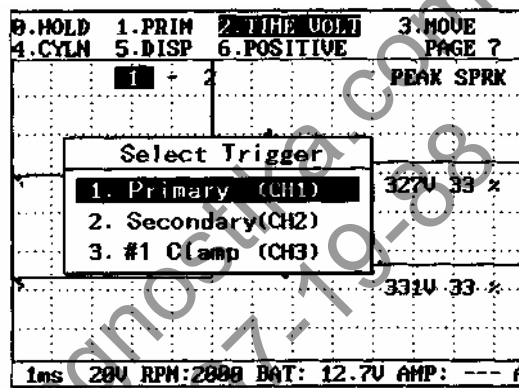 0.HOLD 1.PRIM 2.TIME VOLT 3.MOVE
4.CYLN 5.DISP 6.POSITIVE PAGE ?
1 - 2 PEAK SPRK
Select Trigger
1. Primary (CH1)
2. Secondary(CH2)
3. #1 Clamp (CH3)
327V 33 %
331V 33 %
1ms 20V RPM:2000 BAT: 12.7V AMP: ---